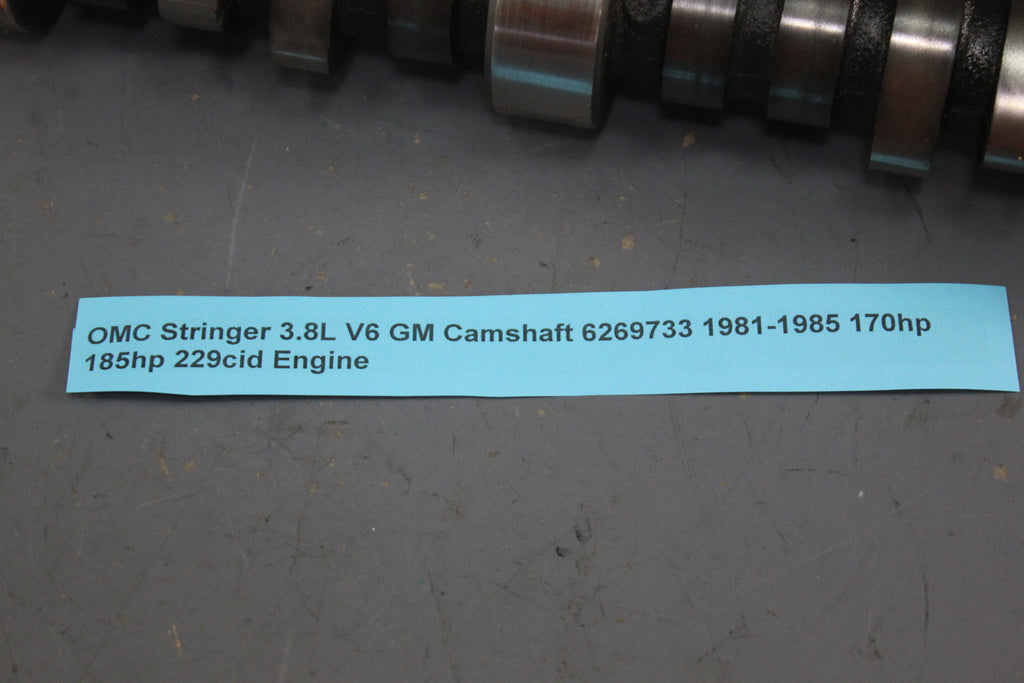 OMC Stringer 3.8L V6 GM Camshaft 6269733 1981-1985 170hp
185hp 229cid Engine